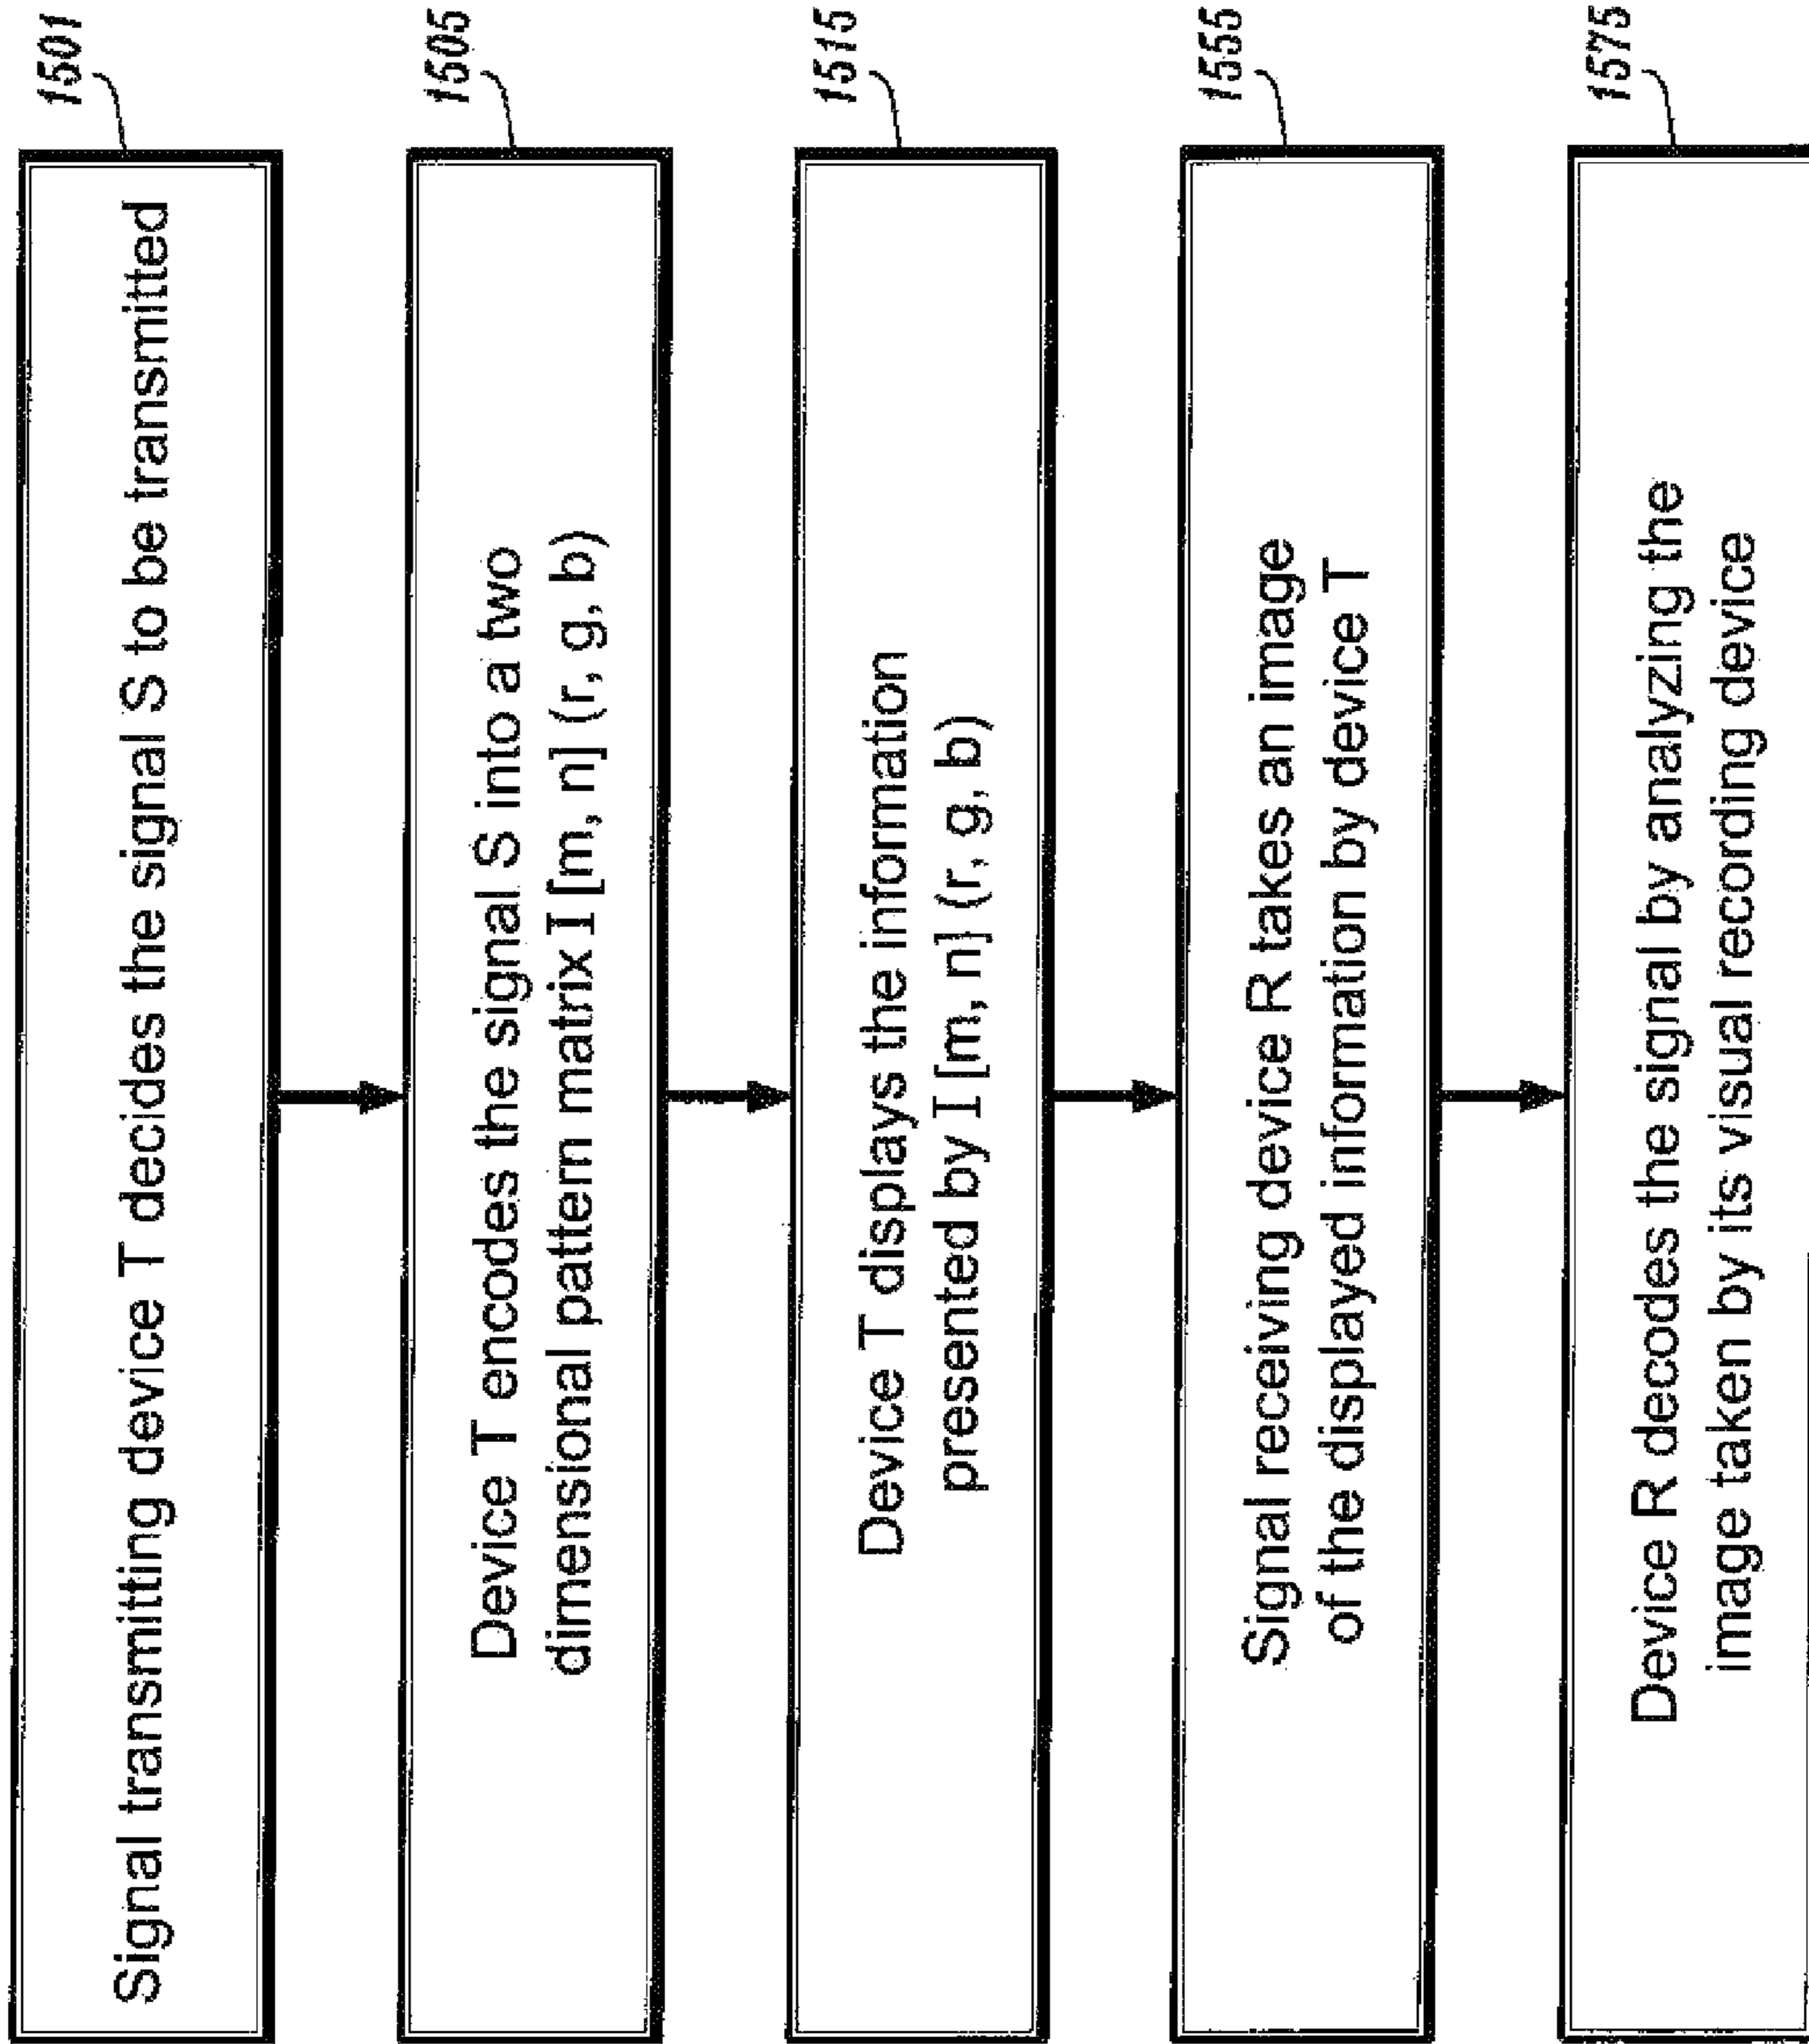 1501
Signal transmitting device T decides the signal S to be transmitted
1505
Device T encodes the signal S into a two
dimensional pattern matrix I [m, n] (r, g, b)
1515
Device T displays the information
presented by I [m, n] (r, g, b)
1555
Signal receiving device R takes an image
of the displayed information by device T
1575
Device R decodes the signal by analyzing the
image taken by its visual recording device